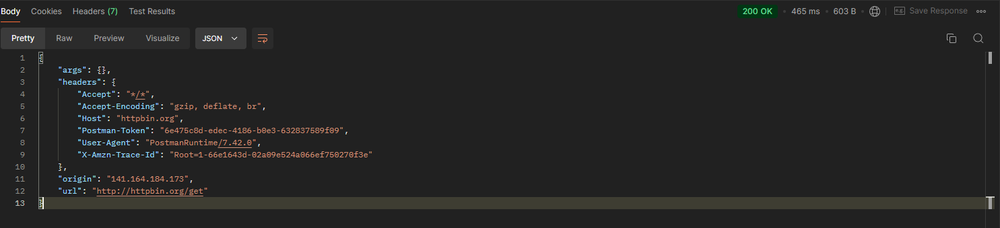 Body Cookies Headers (7) Test Results 200 OK • 465 ms • 603 B Save Response
Pretty Raw Preview Visualize JSON
1 {
2 "args": {},
3 "headers": {
4 "Accept": "*/*",
5 "Accept-Encoding": "gzip, deflate, br",
6 "Host": "httpbin.org",
7 "Postman-Token": "6e475c8d-edec-4186-b0e3-632837589f09",
8 "User-Agent": "PostmanRuntime/7.42.0",
9 "X-Amzn-Trace-Id": "Root=1-66e1643d-02a09e524a066ef750270f3e"
10 },
11 "origin": "141.164.184.173",
12 "url": "http://httpbin.org/get"
13 }